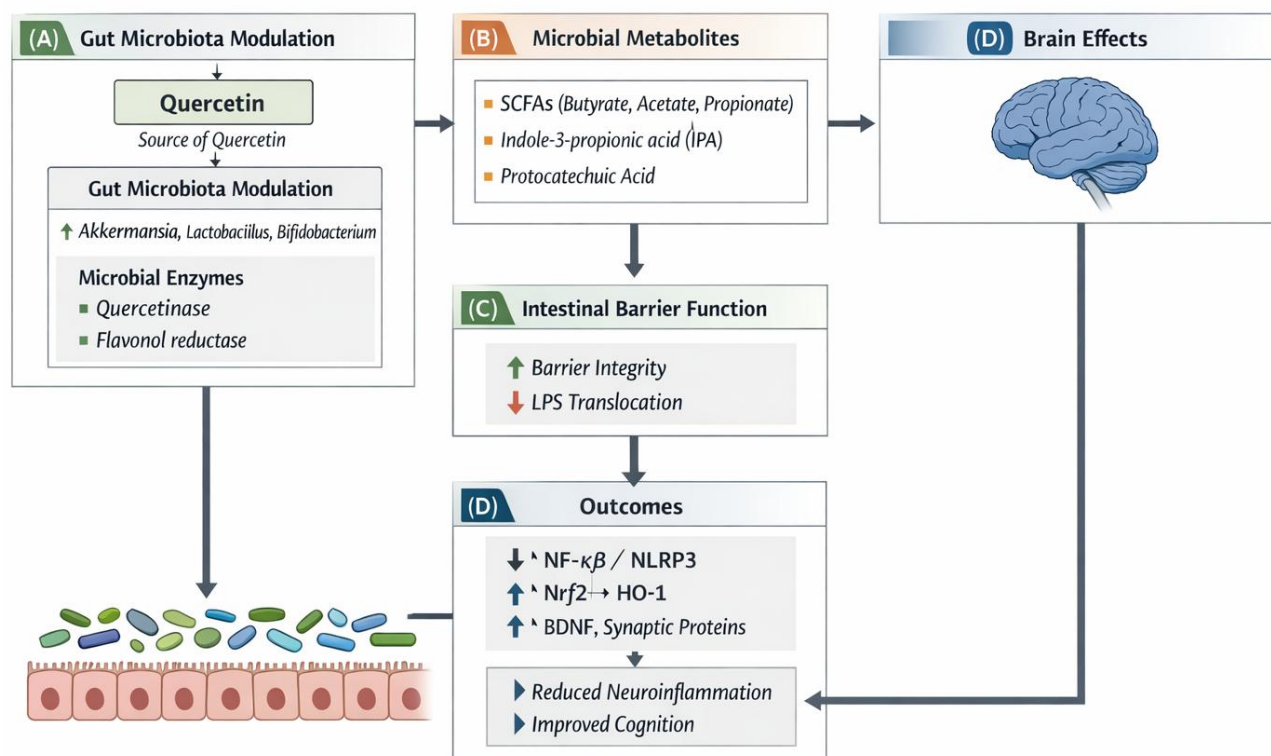 (A) Gut Microbiota Modulation
Quercetin
Source of Quercetin
Gut Microbiota Modulation
↑ Akkermansia, Lactobaciilus, Bifidobacterium
Microbial Enzymes
▪ Quercetinase
▪ Flavonol reductase
(B) Microbial Metabolites
▪ SCFAs (Butyrate, Acetate, Propionate)
▪ Indole-3-propionic acid (IPA)
▪ Protocatechuic Acid
(C) Intestinal Barrier Function
↑ Barrier Integrity
↓ LPS Translocation
(D) Outcomes
↓ NF-κβ / NLRP3
↑ Nrf2→ HO-1
↑ BDNF, Synaptic Proteins
Reduced Neuroinflammation
Improved Cognition
(D) Brain Effects